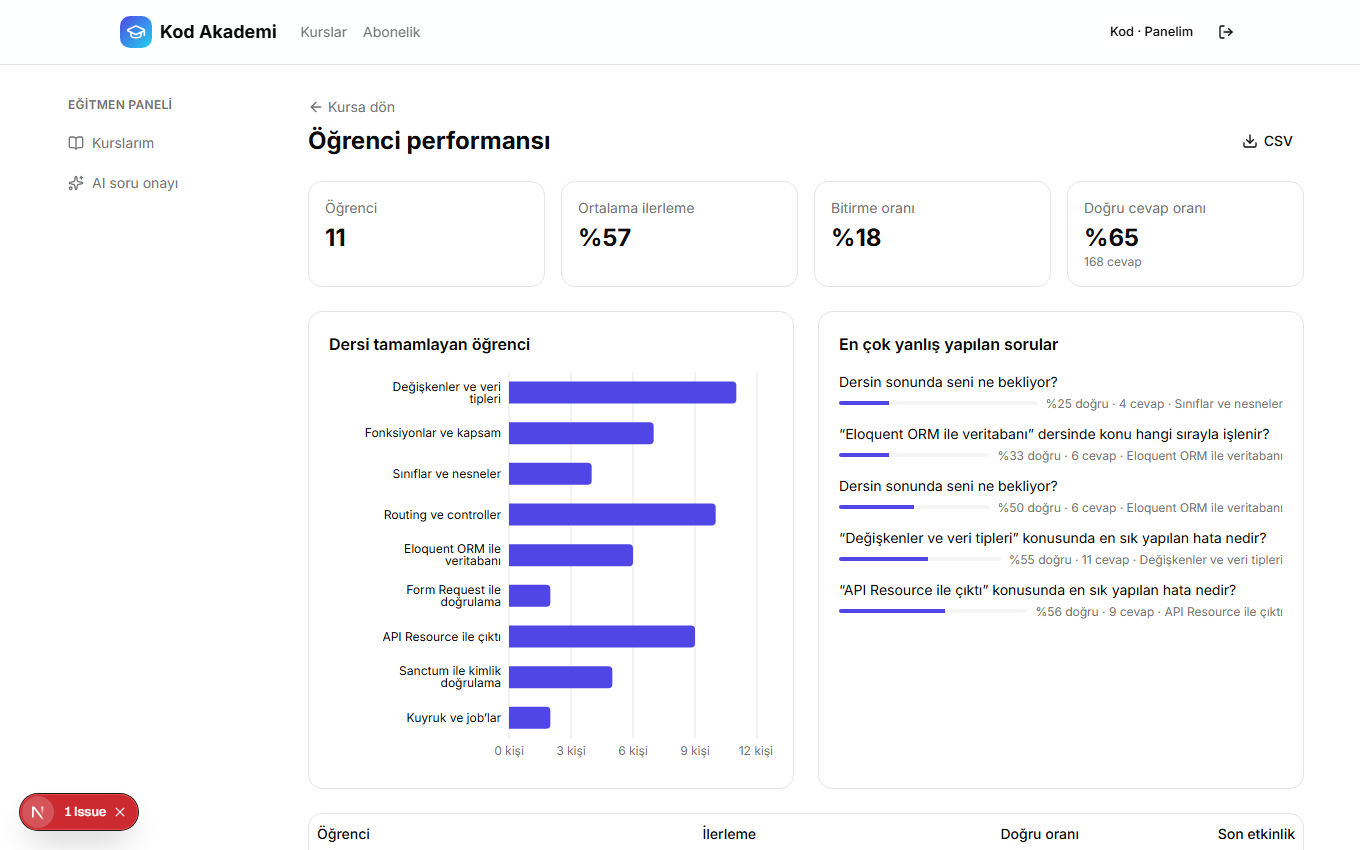 Kod Akademi
Kurslar
Abonelik
Kod · Panelim
EĞİTMEN PANELİ
Kurslarım
AI soru onayı
Kursa dön
Öğrenci performansı
CSV
Öğrenci
11
Ortalama ilerleme
%57
Bitirme oranı
%18
Doğru cevap oranı
%65
168 cevap
Dersi tamamlayan öğrenci
Değişkenler ve veri
tipleri
Fonksiyonlar ve kapsam
Sınıflar ve nesneler
Routing ve controller
Eloquent ORM ile
veritabanı
Form Request ile
doğrulama
API Resource ile çıktı
Sanctum ile kimlik
doğrulama
Kuyruk ve job’lar
0 kişi
3 kişi
6 kişi
9 kişi
12 kişi
En çok yanlış yapılan sorular
Dersin sonunda seni ne bekliyor?
%25 doğru · 4 cevap · Sınıflar ve nesneler
“Eloquent ORM ile veritabanı” dersinde konu hangi sırayla işlenir?
%33 doğru · 6 cevap · Eloquent ORM ile veritabanı
Dersin sonunda seni ne bekliyor?
%50 doğru · 6 cevap · Eloquent ORM ile veritabanı
“Değişkenler ve veri tipleri” konusunda en sık yapılan hata nedir?
%55 doğru · 11 cevap · Değişkenler ve veri tipleri
“API Resource ile çıktı” konusunda en sık yapılan hata nedir?
%56 doğru · 9 cevap · API Resource ile çıktı
N
1 Issue
Öğrenci
İlerleme
Doğru oranı
Son etkinlik